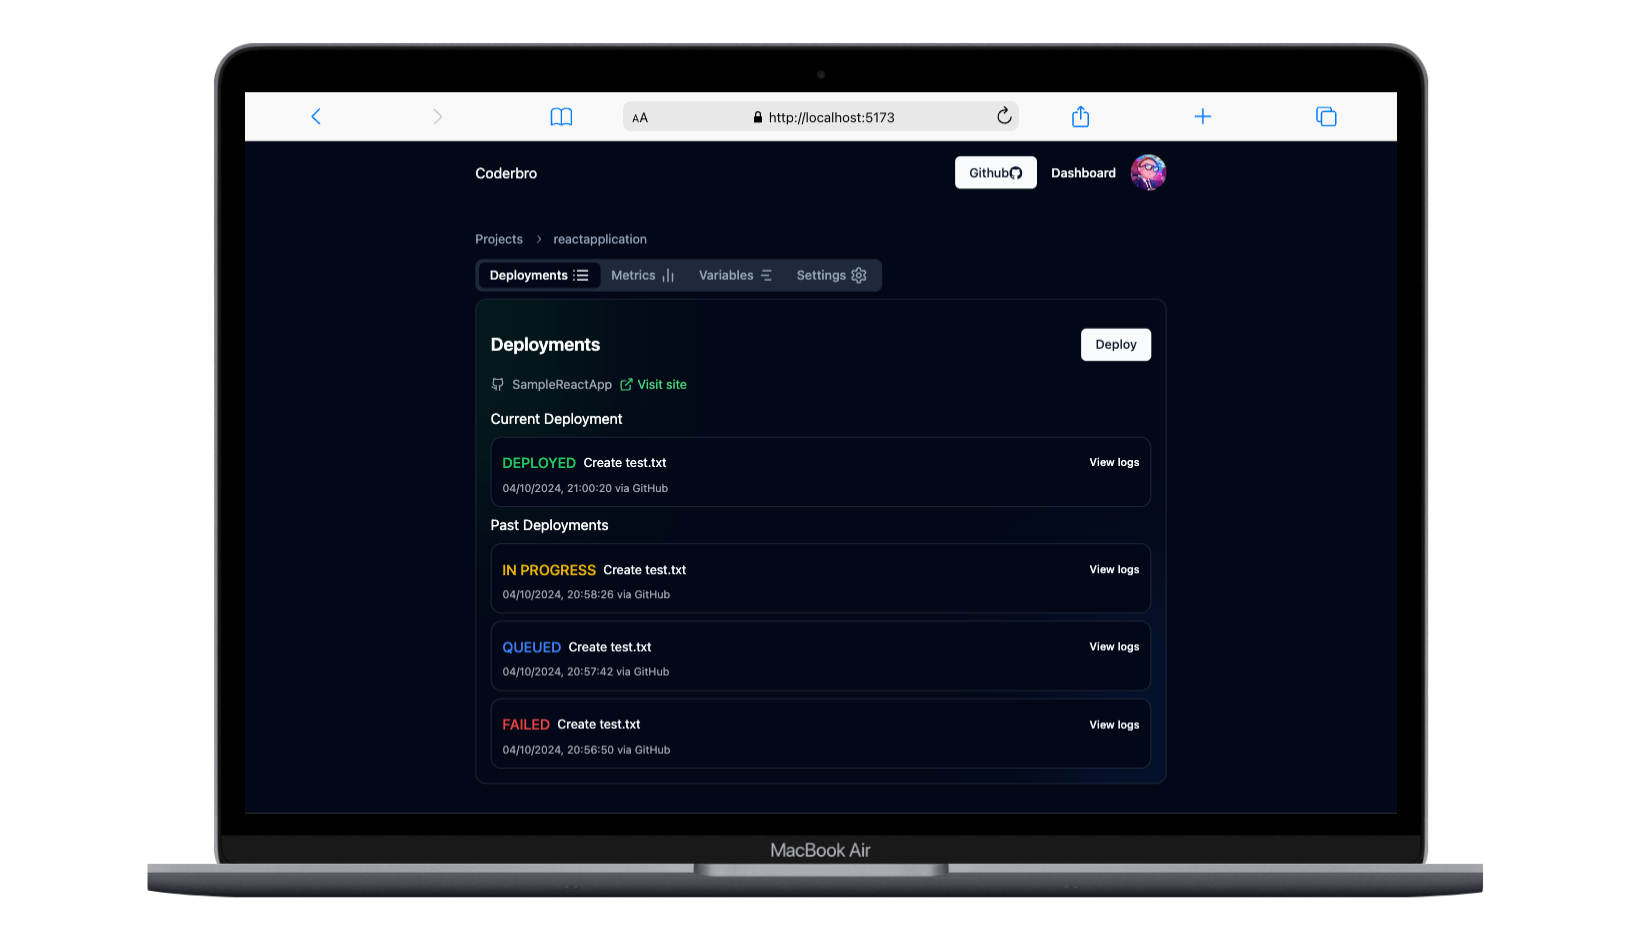 AA http://localhost:5173
Coderbro Github Dashboard
Projects > reactapplication
Deployments Metrics Variables Settings
Deployments Deploy
SampleReactApp Visit site
Current Deployment
DEPLOYED Create test.txt View logs
04/10/2024, 21:00:20 via GitHub
Past Deployments
IN PROGRESS Create test.txt View logs
04/10/2024, 20:58:26 via GitHub
QUEUED Create test.txt View logs
04/10/2024, 20:57:42 via GitHub
FAILED Create test.txt View logs
04/10/2024, 20:56:50 via GitHub
MacBook Air